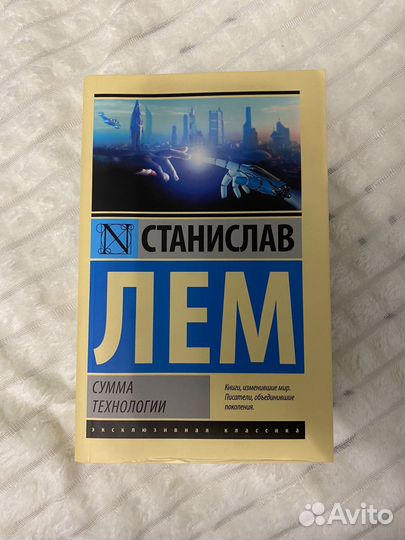 N
СТАНИСЛАВ
ЛЕМ
СУММА
ТЕХНОЛОГИИ
Книги, изменившие мир.
Писатели, объединившие
поколения.
эксклюзивная классика
Avito